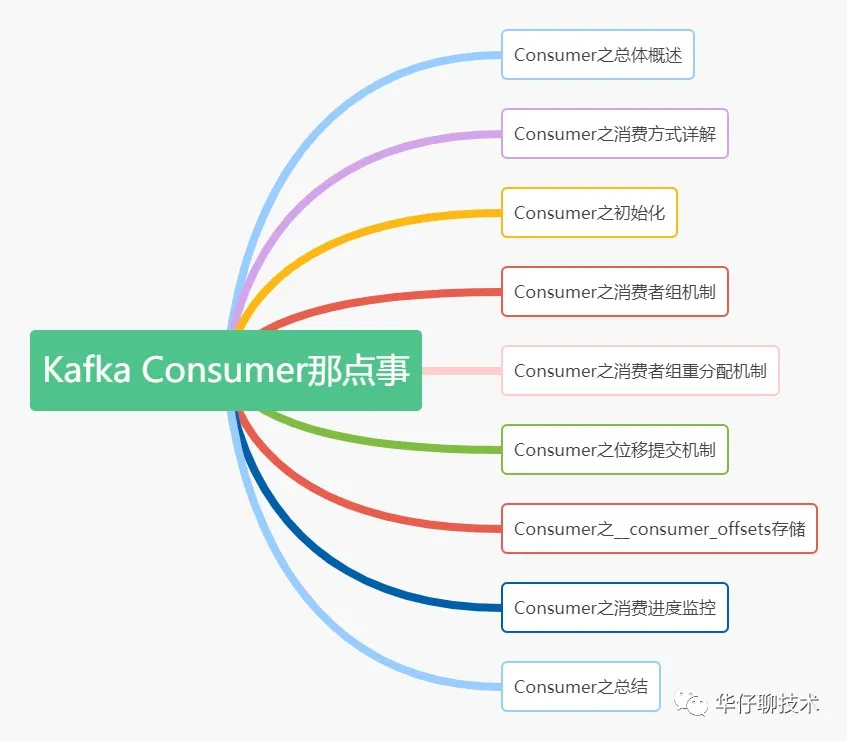 Consumer之总体概述
Consumer之消费方式详解
Consumer之初始化
Consumer之消费者组机制
Kafka Consumer那点事
Consumer之消费者组重分配机制
Consumer之位移提交机制
Consumer之__consumer_offsets存储
Consumer之消费进度监控
Consumer之总结
华仔聊技术